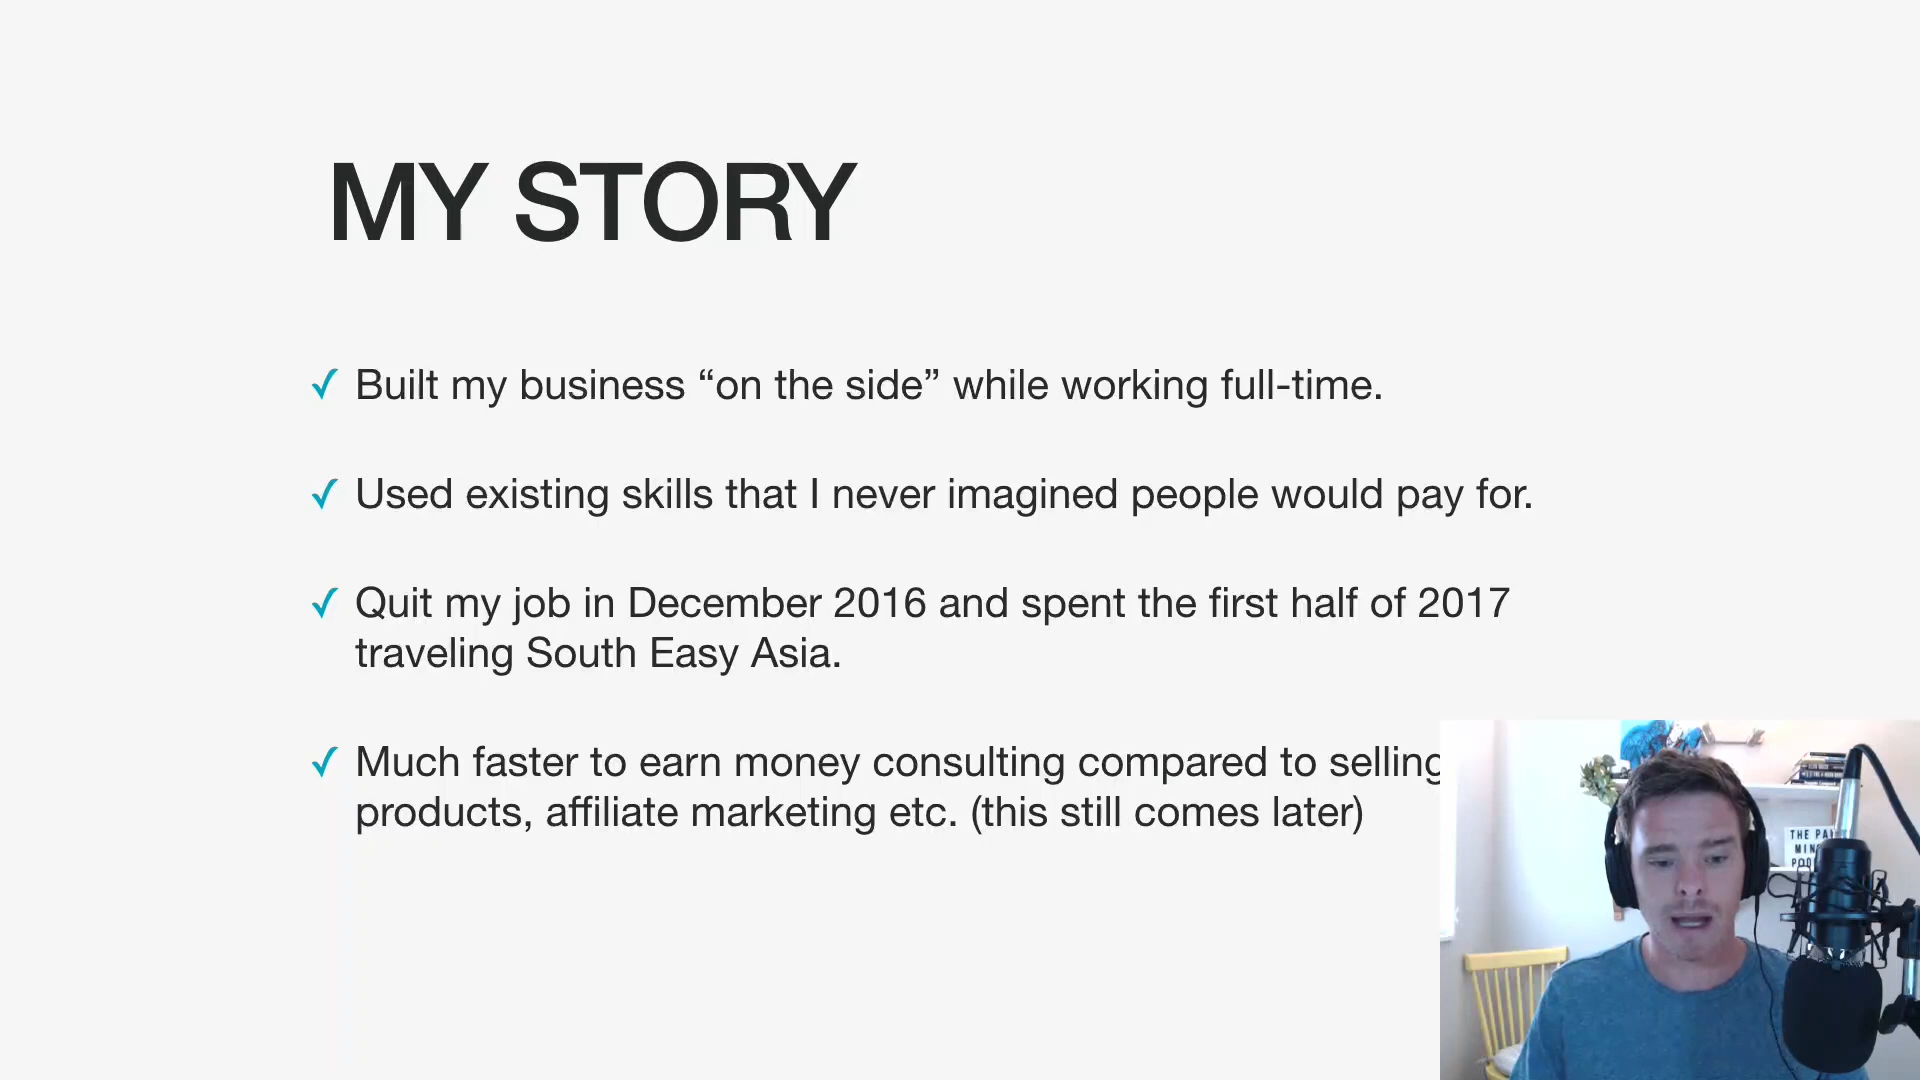 MY STORY
✓ Built my business “on the side” while working full-time.
✓ Used existing skills that I never imagined people would pay for.
✓ Quit my job in December 2016 and spent the first half of 2017
traveling South Easy Asia.
✓ Much faster to earn money consulting compared to selling
products, affiliate marketing etc. (this still comes later)
THE